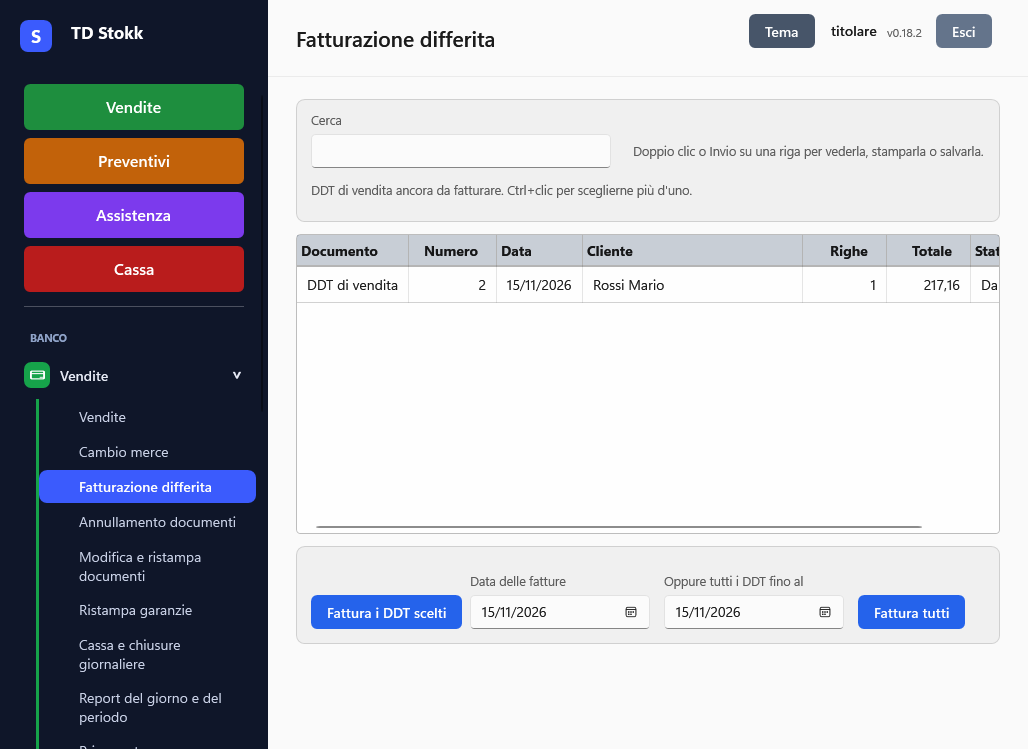 S
TD Stokk
Vendite
Preventivi
Assistenza
Cassa
BANCO
Vendite
Vendite
Cambio merce
Fatturazione differita
Annullamento documenti
Modifica e ristampa
documenti
Ristampa garanzie
Cassa e chiusure
giornaliere
Report del giorno e del
periodo
Fatturazione differita
Tema
titolare
v0.18.2
Esci
Cerca
Doppio clic o Invio su una riga per vederla, stamparla o salvarla.
DDT di vendita ancora da fatturare. Ctrl+clic per sceglierne più d'uno.
Documento Numero Data Cliente Righe Totale Stat
DDT di vendita 2 15/11/2026 Rossi Mario 1 217,16 Da
Data delle fatture
Oppure tutti i DDT fino al
Fattura i DDT scelti 15/11/2026 15/11/2026 Fattura tutti